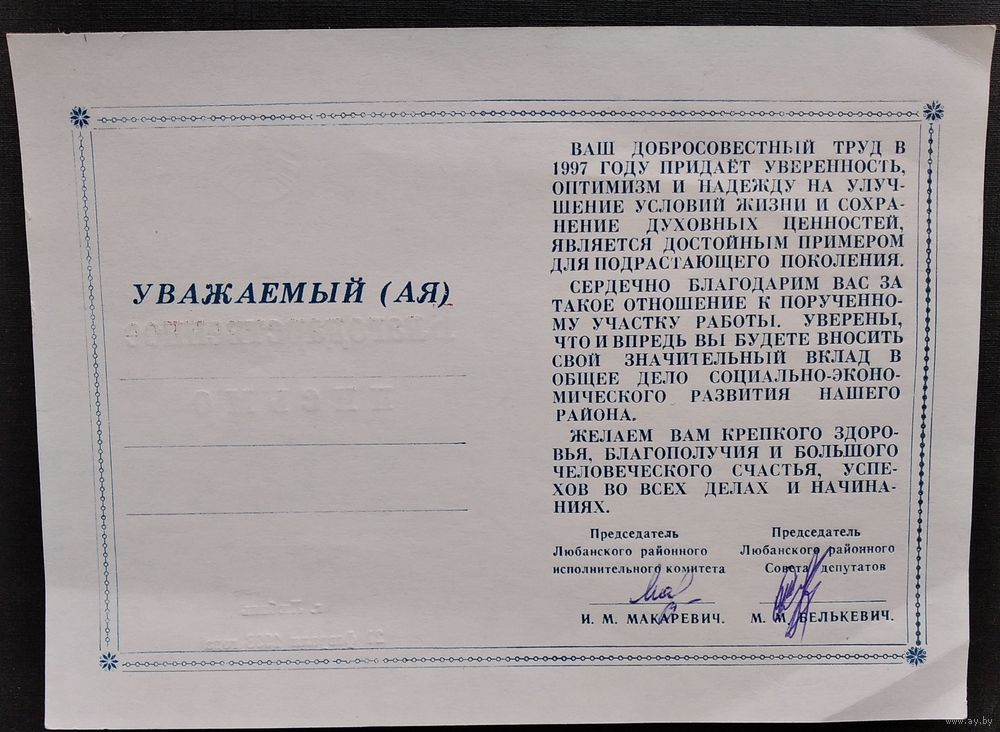 УВАЖАЕМЫЙ (АЯ)
ВАШ ДОБРОСОВЕСТНЫЙ ТРУД В
1997 ГОДУ ПРИДАЁТ УВЕРЕННОСТЬ,
ОПТИМИЗМ И НАДЕЖДУ НА УЛУЧ-
ШЕНИЕ УСЛОВИЙ ЖИЗНИ И СОХРА-
НЕНИЕ ДУХОВНЫХ ЦЕННОСТЕЙ,
ЯВЛЯЕТСЯ ДОСТОЙНЫМ ПРИМЕРОМ
ДЛЯ ПОДРАСТАЮЩЕГО ПОКОЛЕНИЯ.
СЕРДЕЧНО БЛАГОДАРИМ ВАС ЗА
ТАКОЕ ОТНОШЕНИЕ К ПОРУЧЕННО-
МУ УЧАСТКУ РАБОТЫ. УВЕРЕНЫ,
ЧТО И ВПРЕДЬ ВЫ БУДЕТЕ ВНОСИТЬ
СВОЙ ЗНАЧИТЕЛЬНЫЙ ВКЛАД В
ОБЩЕЕ ДЕЛО СОЦИАЛЬНО-ЭКОНО-
МИЧЕСКОГО РАЗВИТИЯ НАШЕГО
РАЙОНА.
ЖЕЛАЕМ ВАМ КРЕПКОГО ЗДОРО-
ВЬЯ, БЛАГОПОЛУЧИЯ И БОЛЬШОГО
ЧЕЛОВЕЧЕСКОГО СЧАСТЬЯ, УСПЕ-
ХОВ ВО ВСЕХ ДЕЛАХ И НАЧИНА-
НИЯХ.
Председатель
Любанского районного
исполнительного комитета
И. М. МАКАРЕВИЧ.
Председатель
Любанского районного
Совета депутатов
М. М. БЕЛЬКЕВИЧ.
www.ay.by